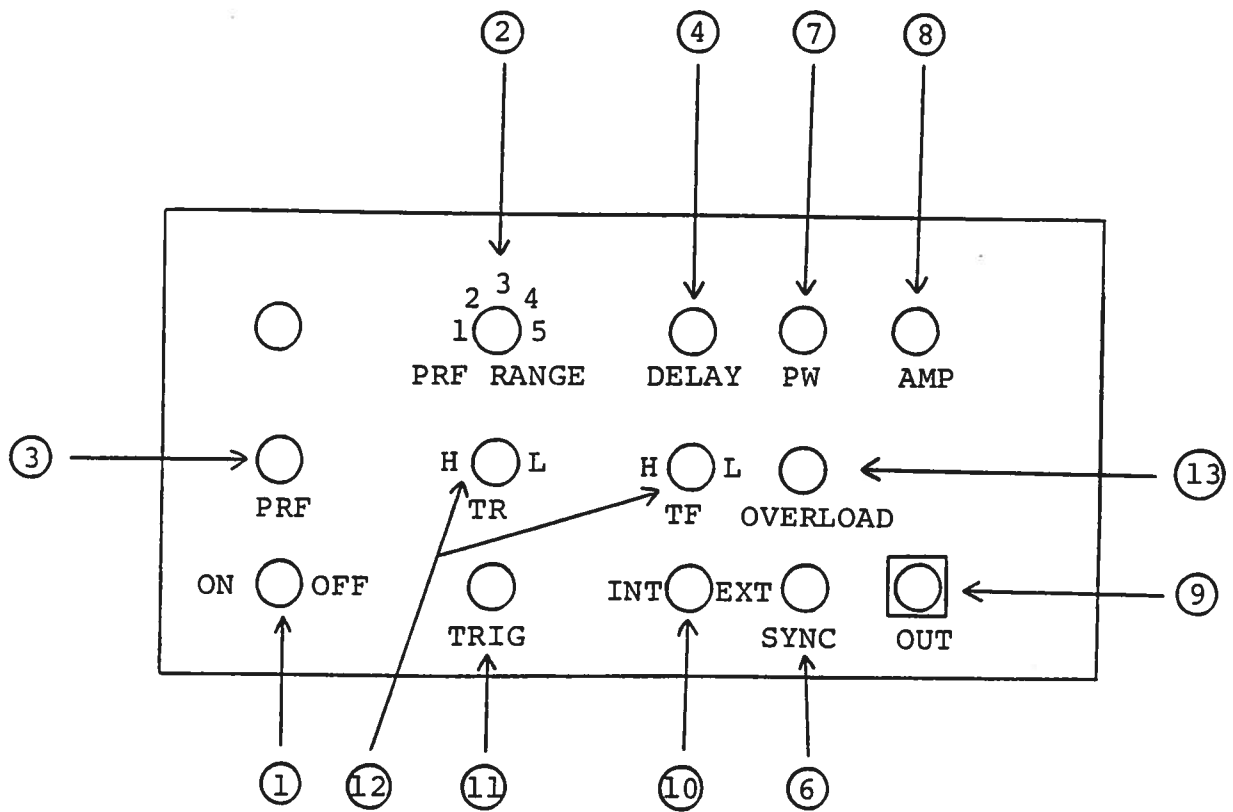 2 4 7 8
3
2 4
1 5
PRF RANGE DELAY PW AMP
3 H L H L 13
PRF TR TF OVERLOAD
ON OFF INT EXT 9
TRIG SYNC OUT
1 12 11 10 6